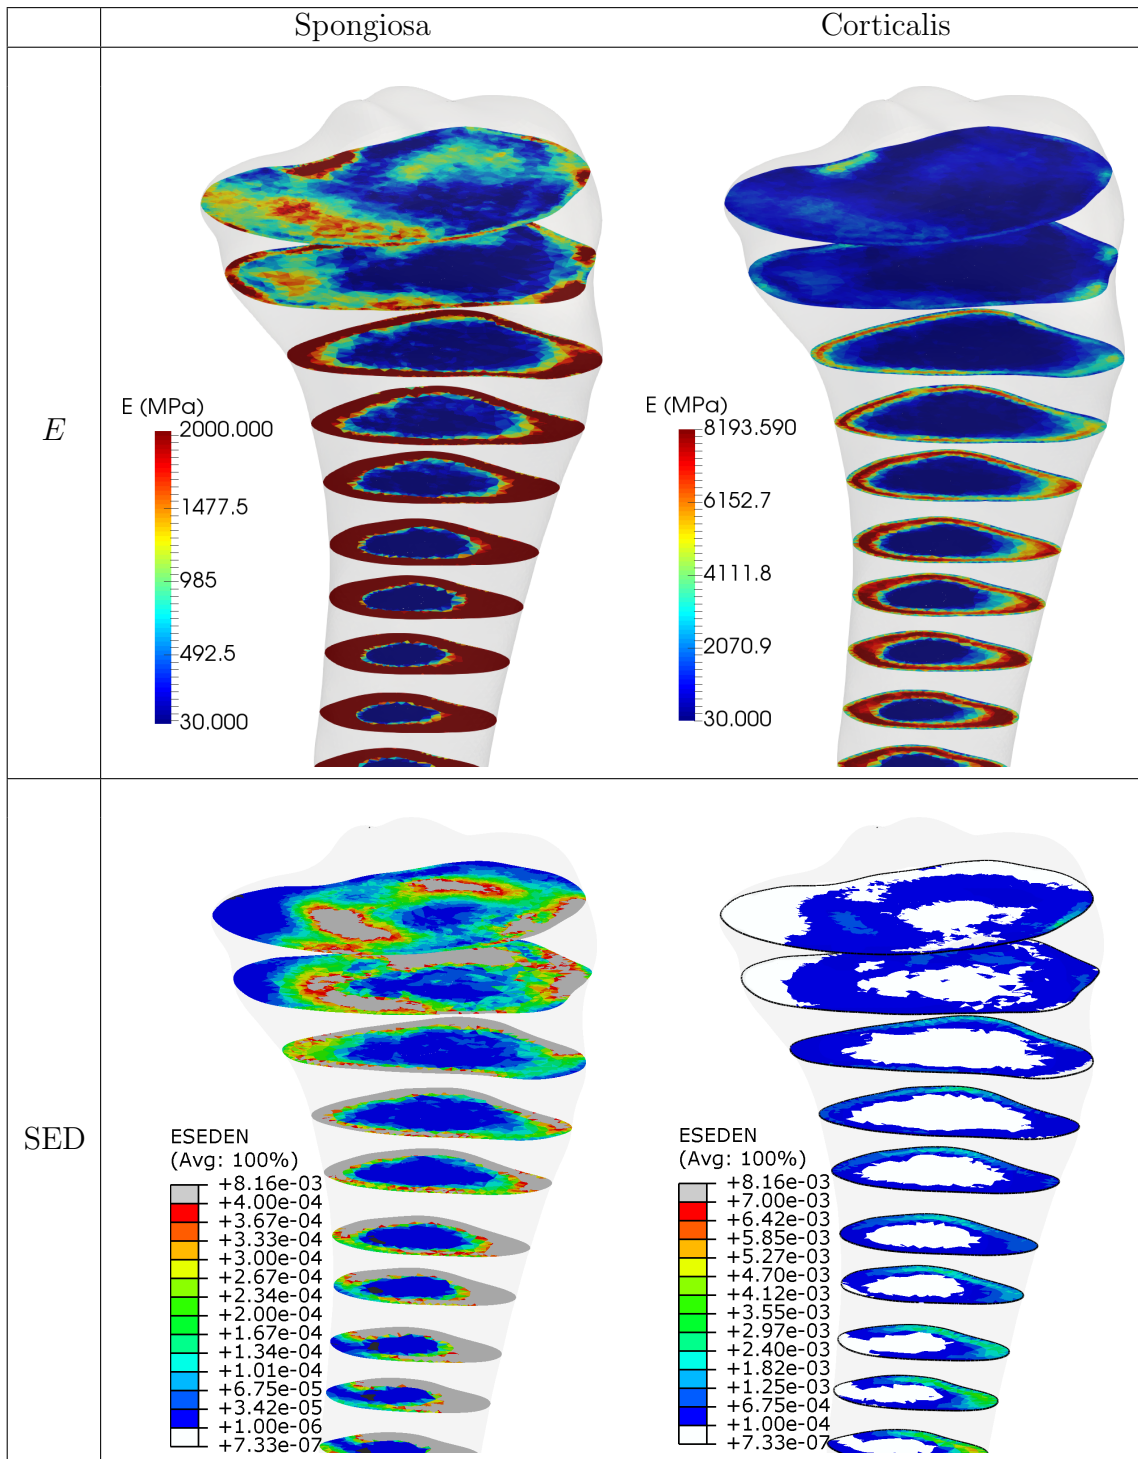 Spongiosa
Corticalis
E
E (MPa)
2000.000
1477.5
985
492.5
30.000
E (MPa)
8193.590
6152.7
4111.8
2070.9
30.000
SED
ESEDEN
(Avg: 100%)
+8.16e-03
+4.00e-04
+3.67e-04
+3.33e-04
+3.00e-04
+2.67e-04
+2.34e-04
+2.00e-04
+1.67e-04
+1.34e-04
+1.01e-04
+6.75e-05
+3.42e-05
+1.00e-06
+7.33e-07
ESEDEN
(Avg: 100%)
+8.16e-03
+7.00e-03
+6.42e-03
+5.85e-03
+5.27e-03
+4.70e-03
+4.12e-03
+3.55e-03
+2.97e-03
+2.40e-03
+1.82e-03
+1.25e-03
+6.75e-04
+1.00e-04
+7.33e-07